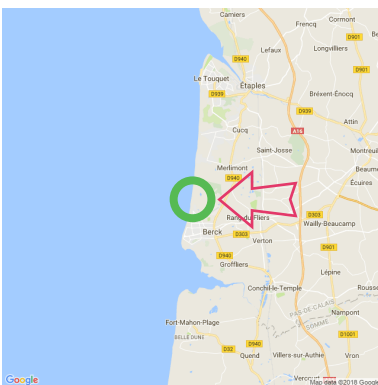 Camiers
Frencq
Cormont
D901
Lefaux
Longvilliers
D940
D901
Le Touquet
Étaples
D939
Bréxent-Énocq
D939
Attin
A16
Cucq
Saint-Josse
Montreuil
Merlimont
D940
Beaume
Écuires
Rang-du-Fliers
D303
Wailly-Beaucamp
Berck
D303
Verton
D901
D940
Groffliers
Lépine
Conchil-le-Temple
Rousse
PAS-DE-CALAIS
SOMME
Nampont
Fort-Mahon-Plage
BELLE DUNE
D1001
D32
D940
Quend
Villers-sur-Authie
Vron
Google
Map data ©2018 Google